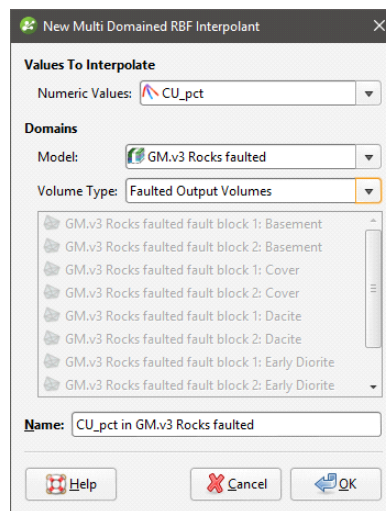 New Multi Domained RBF Interpolant
Values To Interpolate
Numeric Values: CU_pct
Domains
Model: GM.v3 Rocks faulted
Volume Type: Faulted Output Volumes
GM.v3 Rocks faulted fault block 1: Basement
GM.v3 Rocks faulted fault block 2: Basement
GM.v3 Rocks faulted fault block 1: Cover
GM.v3 Rocks faulted fault block 2: Cover
GM.v3 Rocks faulted fault block 1: Dacite
GM.v3 Rocks faulted fault block 2: Dacite
GM.v3 Rocks faulted fault block 1: Early Diorite
GM.v3 Rocks faulted fault block 2: Early Diorite
Name: CU_pct in GM.v3 Rocks faulted
Help Cancel OK